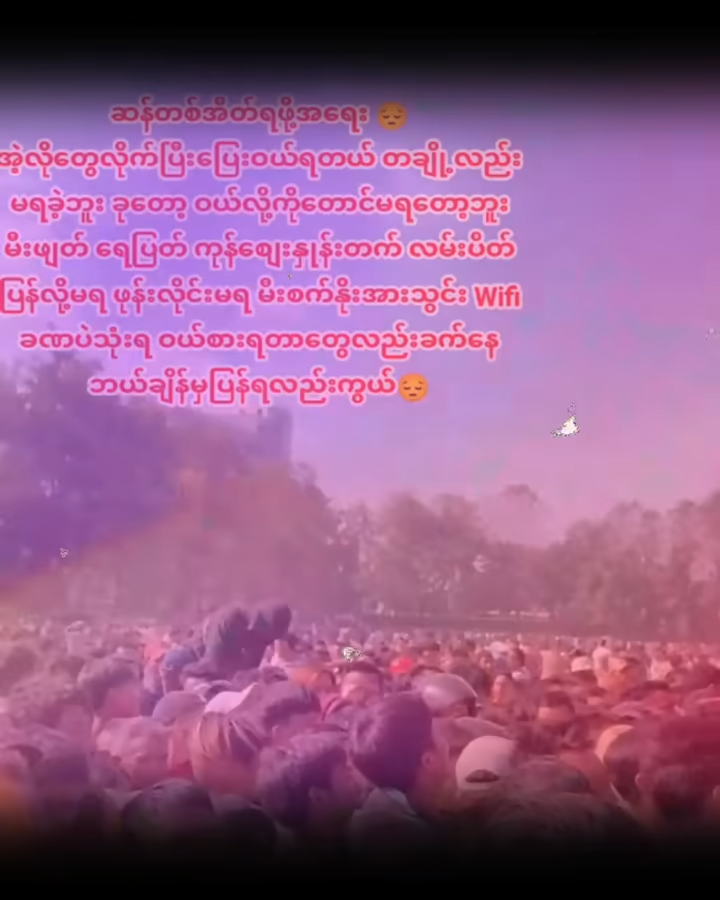 ဆန်တစ်အိတ်ရဖို့အရေး 😔
အဲ့လိုတွေလိုက်ပြီးပြေးဝယ်ရတယ် တချို့လည်း
မရခဲ့ဘူး ခုတော့ ဝယ်လို့ကိုတောင်မရတော့ဘူး
မီးဖျတ် ရေပြတ် ကုန်ဈေးနှုန်းတက် လမ်းပိတ်
ပြန်လို့မရ ဖုန်းလိုင်းမရ မီးစက်နိုးအားသွင်း Wifi
ခဏပဲသုံးရ ဝယ်စားရတာတွေလည်းခက်နေ
ဘယ်ချိန်မှပြန်ရလည်းကွယ်😔